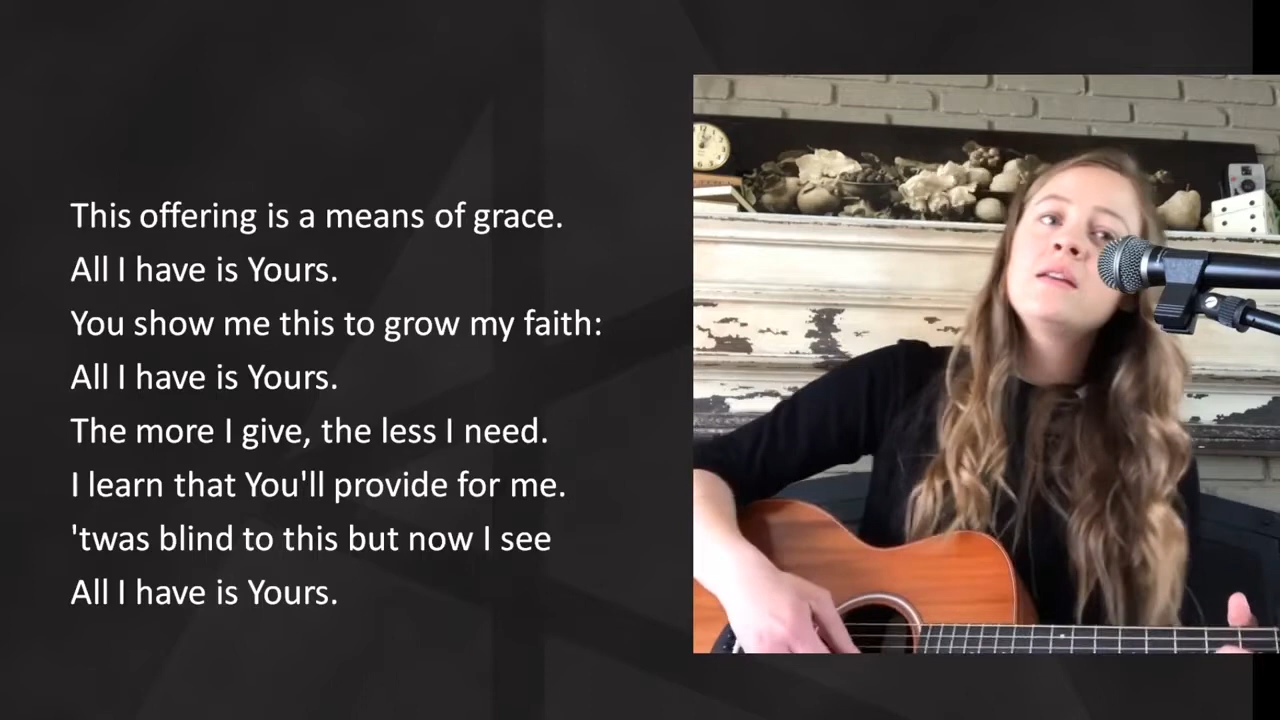 This offering is a means of grace.
All I have is Yours.
You show me this to grow my faith:
All I have is Yours.
The more I give, the less I need.
I learn that You'll provide for me.
'twas blind to this but now I see
All I have is Yours.